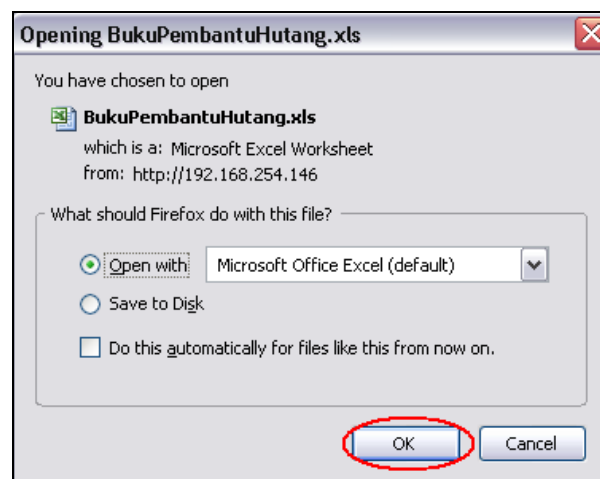 Opening BukuPembantuHutang.xls
You have chosen to open
BukuPembantuHutang.xls
which is a: Microsoft Excel Worksheet
from: http://192.168.254.146
What should Firefox do with this file?
Open with Microsoft Office Excel (default)
Save to Disk
Do this automatically for files like this from now on.
OK Cancel